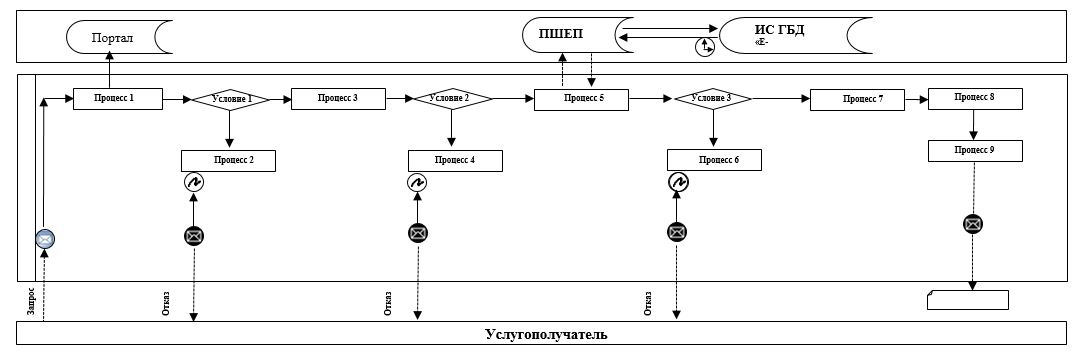 Портал
ПШЕП
ИС ГБД
«Е-
Процесс 1
Условие 1
Процесс 3
Условие 2
Процесс 5
Условие 3
Процесс 7
Процесс 8
Процесс 2
Процесс 4
Процесс 6
Процесс 9
Запрос
Отказ
Отказ
Отказ
Услугополучатель